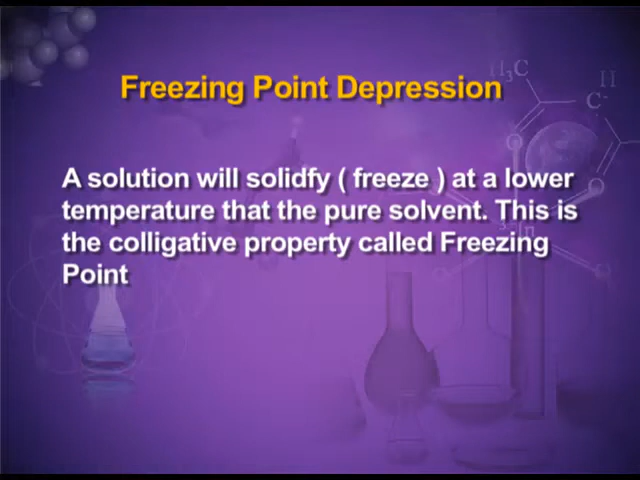 Freezing Point Depression
A solution will solidfy ( freeze ) at a lower
temperature that the pure solvent. This is
the colligative property called Freezing
Point
H₃C
H
C